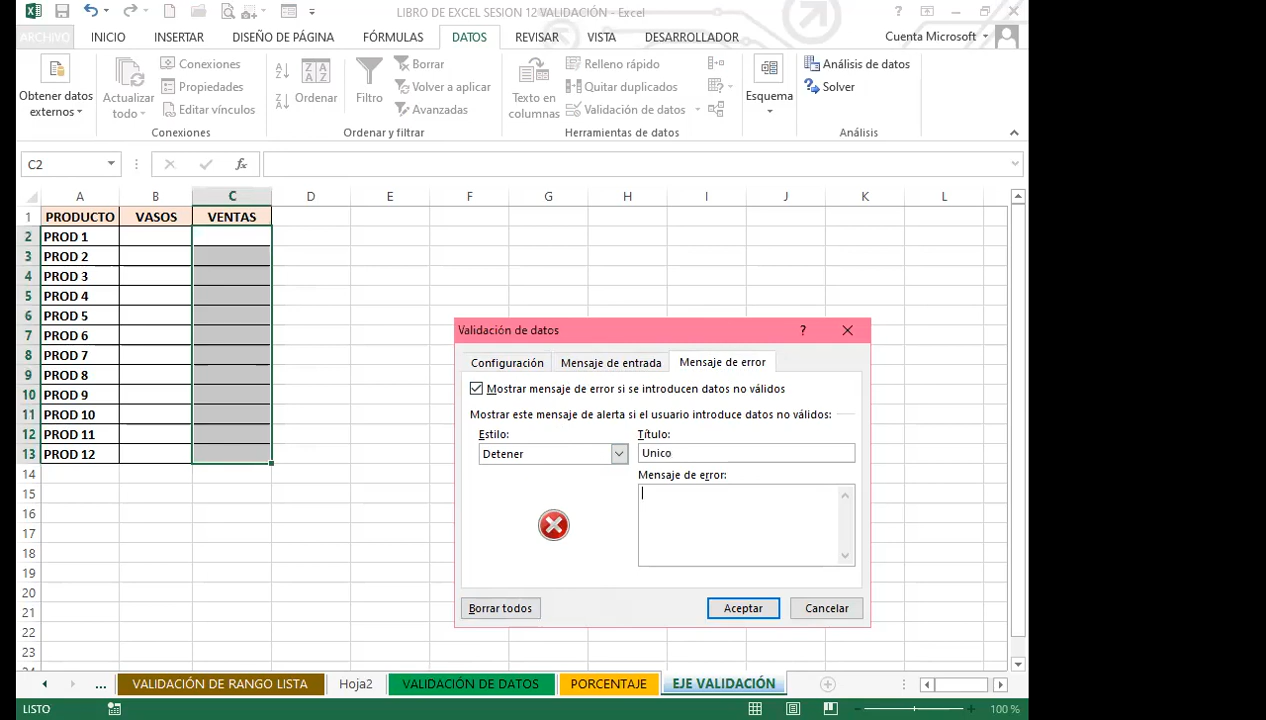 LIBRO DE EXCEL SESION 12 VALIDACIÓN - Excel
ARCHIVO INICIO INSERTAR DISEÑO DE PÁGINA FÓRMULAS DATOS REVISAR VISTA DESARROLLADOR Cuenta Microsoft
Obtener datos externos
Actualizar todo
Conexiones
Propiedades
Editar vínculos
Conexiones
Ordenar
Filtro
Borrar
Volver a aplicar
Avanzadas
Ordenar y filtrar
Texto en columnas
Relleno rápido
Quitar duplicados
Validación de datos
Herramientas de datos
Esquema
Análisis de datos
Solver
Análisis
C2
fx
A B C D E F G H I J K L
1 PRODUCTO VASOS VENTAS
2 PROD 1
3 PROD 2
4 PROD 3
5 PROD 4
6 PROD 5
7 PROD 6
8 PROD 7
9 PROD 8
10 PROD 9
11 PROD 10
12 PROD 11
13 PROD 12
14
15
16
17
18
19
20
21
22
23
Validación de datos ?
Configuración Mensaje de entrada Mensaje de error
Mostrar mensaje de error si se introducen datos no válidos
Mostrar este mensaje de alerta si el usuario introduce datos no válidos:
Estilo: Título:
Detener Unico
Mensaje de error:
Borrar todos Aceptar Cancelar
... VALIDACIÓN DE RANGO LISTA Hoja2 VALIDACIÓN DE DATOS PORCENTAJE EJE VALIDACIÓN
LISTO 100 %